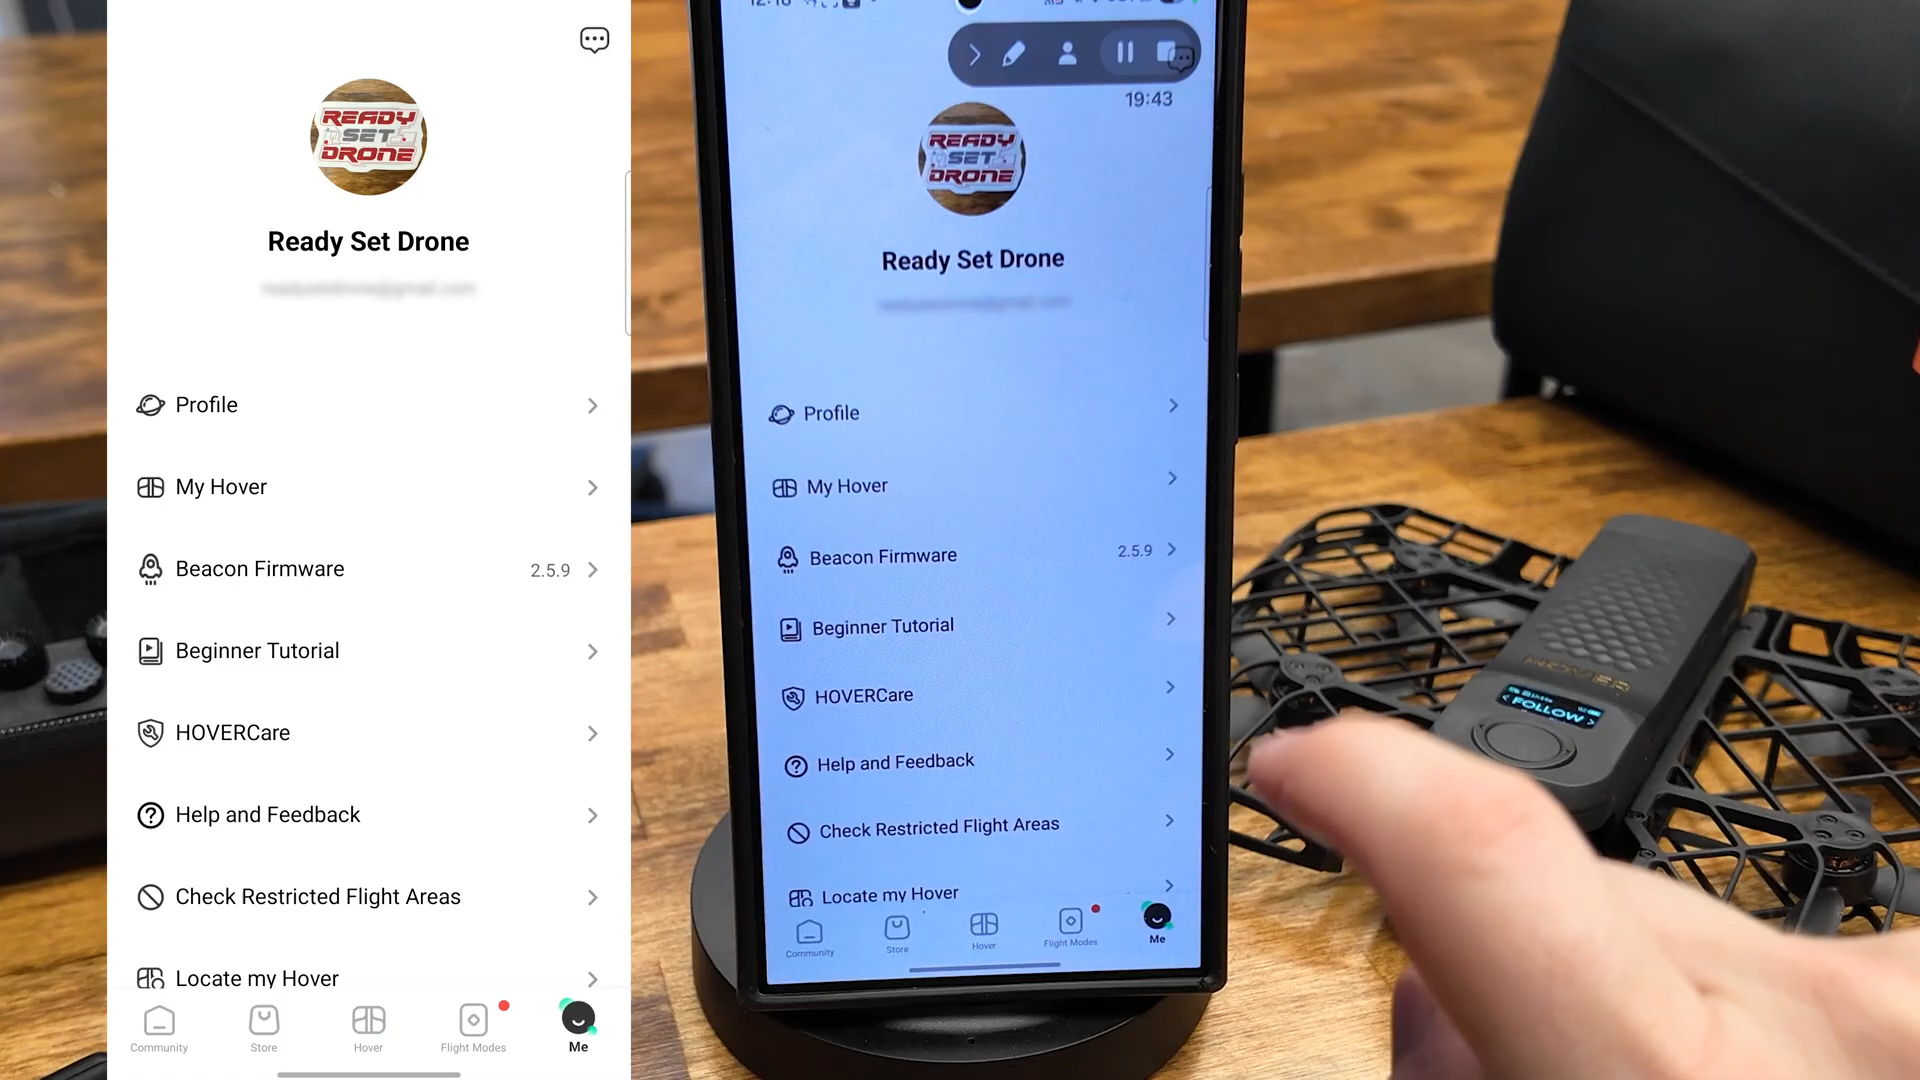 READY
SET
DRONE
Ready Set Drone
Profile
My Hover
Beacon Firmware 2.5.9
Beginner Tutorial
HOVERCare
Help and Feedback
Check Restricted Flight Areas
Locate my Hover
Community Store Hover Flight Modes Me
19:43
READY
SET
DRONE
Ready Set Drone
Profile
My Hover
Beacon Firmware 2.5.9
Beginner Tutorial
HOVERCare
Help and Feedback
Check Restricted Flight Areas
Locate my Hover
Community Store Hover Flight Modes Me
HOVER
< FOLLOW >